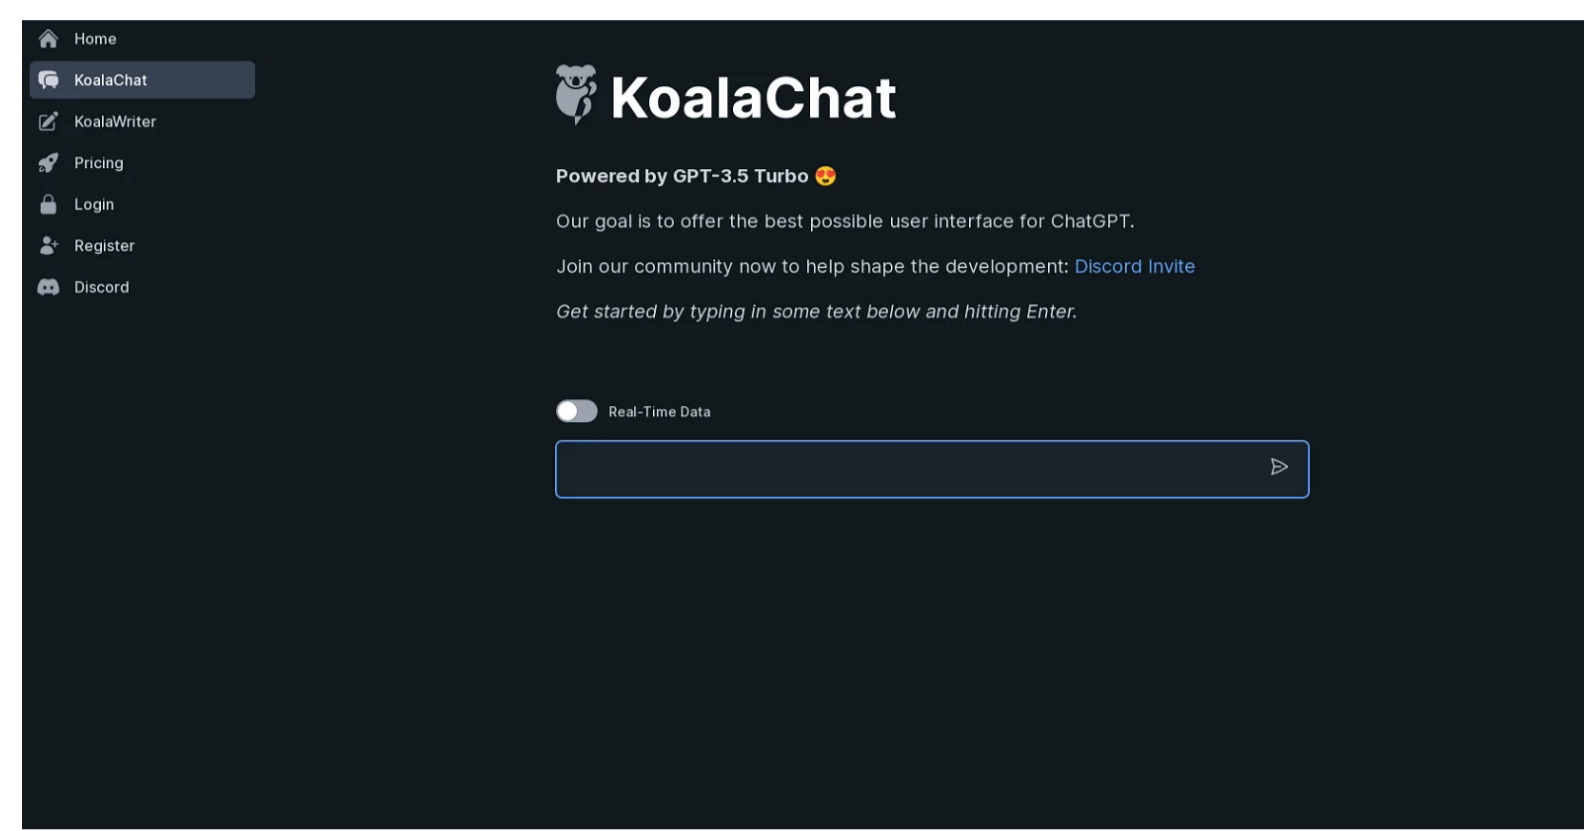 Home
KoalaChat
KoalaWriter
Pricing
Login
Register
Discord
KoalaChat
Powered by GPT-3.5 Turbo 😍
Our goal is to offer the best possible user interface for ChatGPT.
Join our community now to help shape the development: Discord Invite
Get started by typing in some text below and hitting Enter.
Real-Time Data